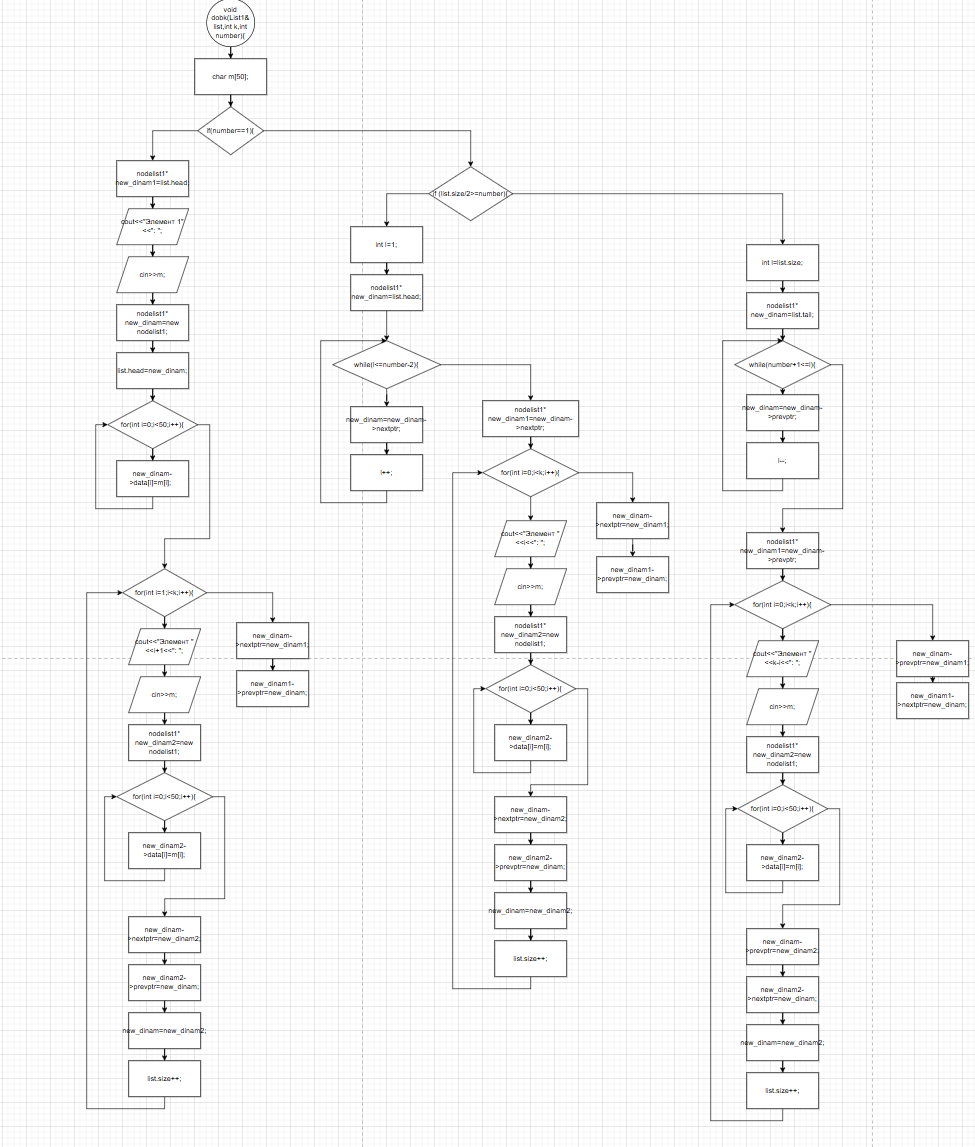 void
dobk(List1&
list,int k,int
number){
char m[50];
if(number==1){
nodelist1*
new_dinam1=list.head;
cout<<"Элемент 1"
<<": ";
cin>>m;
nodelist1*
new_dinam=new
nodelist1;
list.head=new_dinam;
for(int i=0;i<50;i++){
new_dinam-
>data[i]=m[i];
for(int i=1;i<k;i++){
cout<<"Элемент "
<<i+1<<": ";
cin>>m;
nodelist1*
new_dinam2=new
nodelist1;
for(int i=0;i<50;i++){
new_dinam2-
>data[i]=m[i];
new_dinam-
>nextptr=new_dinam2;
new_dinam2-
>prevptr=new_dinam;
new_dinam=new_dinam2;
list.size++;
new_dinam-
>nextptr=new_dinam1;
new_dinam1-
>prevptr=new_dinam;
if (list.size/2>=number){
int i=1;
nodelist1*
new_dinam=list.head;
while(i<=number-2){
new_dinam=new_dinam-
>nextptr;
i++;
nodelist1*
new_dinam1=new_dinam-
>nextptr;
for(int i=0;i<k;i++){
cout<<"Элемент "
<<i<<": ";
cin>>m;
nodelist1*
new_dinam2=new
nodelist1;
for(int i=0;i<50;i++){
new_dinam2-
>data[i]=m[i];
new_dinam-
>nextptr=new_dinam2;
new_dinam2-
>prevptr=new_dinam;
new_dinam=new_dinam2;
list.size++;
new_dinam-
>nextptr=new_dinam1;
new_dinam1-
>prevptr=new_dinam;
int i=list.size;
nodelist1*
new_dinam=list.tail;
while(number+1<=i){
new_dinam=new_dinam-
>prevptr;
i--;
nodelist1*
new_dinam1=new_dinam-
>prevptr;
for(int i=0;i<k;i++){
cout<<"Элемент "
<<k-i<<": ";
cin>>m;
nodelist1*
new_dinam2=new
nodelist1;
for(int i=0;i<50;i++){
new_dinam2-
>data[i]=m[i];
new_dinam-
>prevptr=new_dinam2;
new_dinam2-
>nextptr=new_dinam;
new_dinam=new_dinam2;
list.size++;
new_dinam-
>prevptr=new_dinam1;
new_dinam1-
>nextptr=new_dinam;